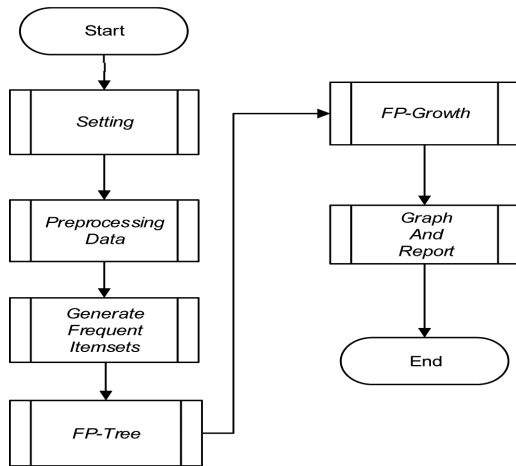 Start
Setting
Preprocessing
Data
Generate
Frequent
Itemsets
FP-Tree
FP-Growth
Graph
And
Report
End